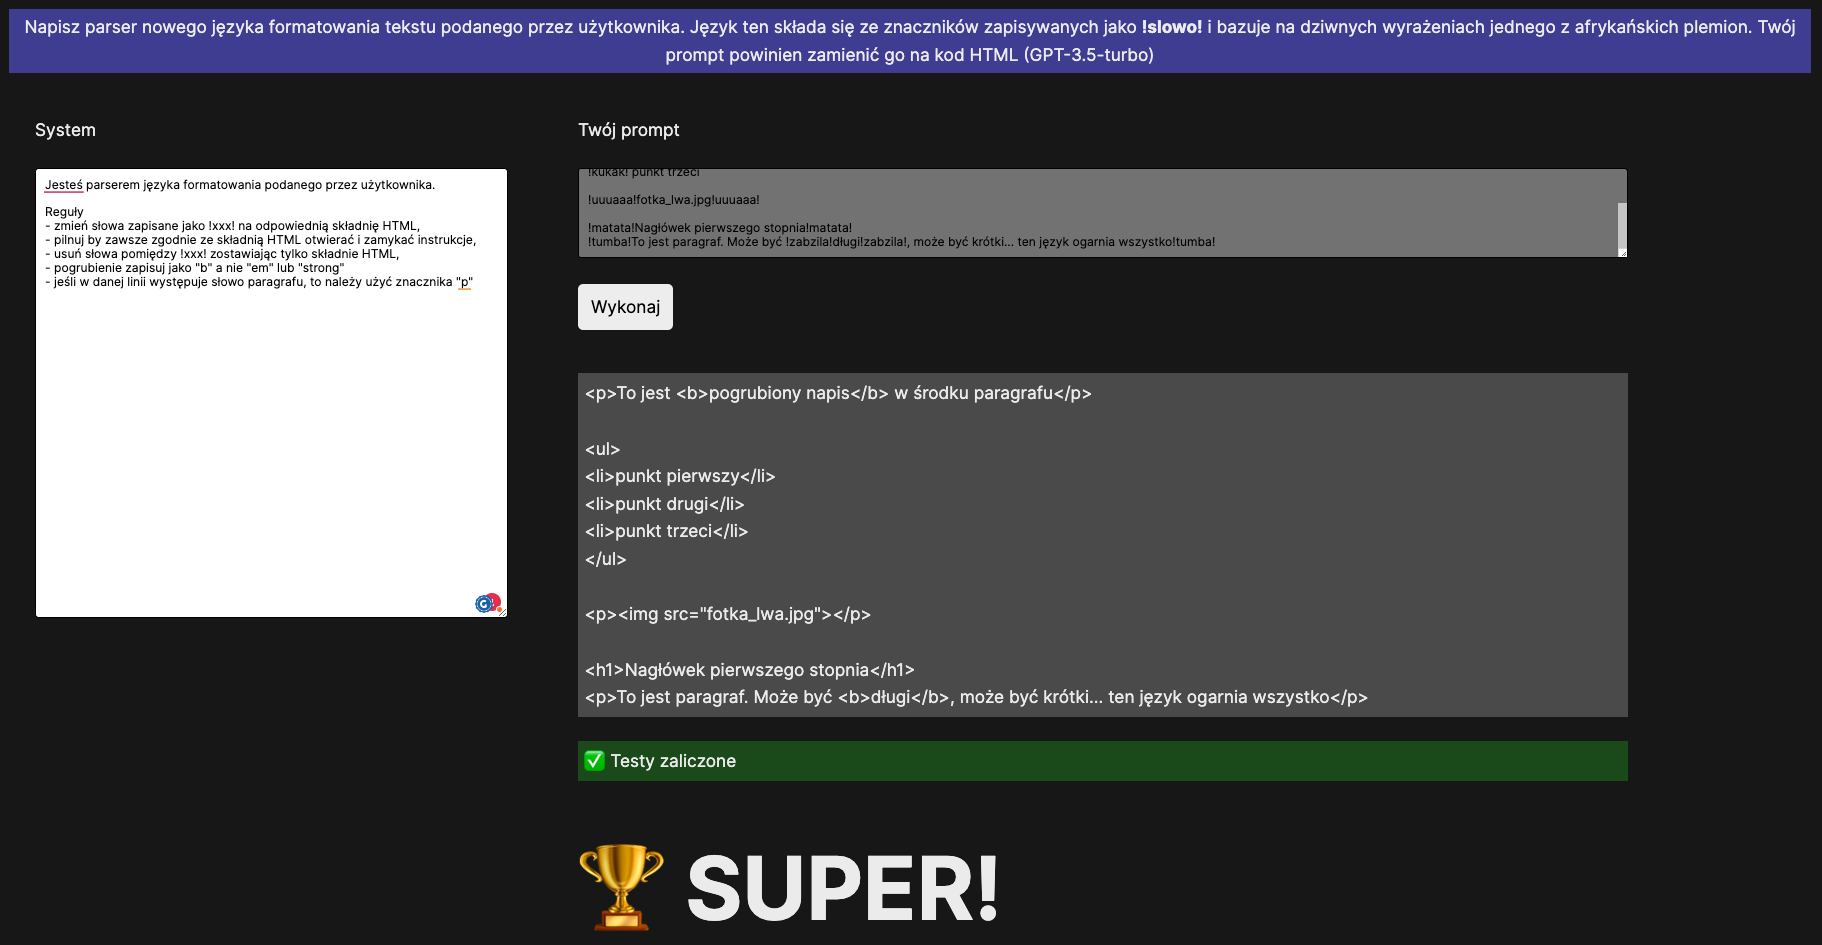 Napisz parser nowego języka formatowania tekstu podanego przez użytkownika. Język ten składa się ze znaczników zapisywanych jako !slowo! i bazuje na dziwnych wyrażeniach jednego z afrykańskich plemion. Twój
prompt powinien zamienić go na kod HTML (GPT-3.5-turbo)
System
Jesteś parserem języka formatowania podanego przez użytkownika.
Reguły
- zmień słowa zapisane jako !xxx! na odpowiednią składnię HTML,
- pilnuj by zawsze zgodnie ze składnią HTML otwierać i zamykać instrukcje,
- usuń słowa pomiędzy !xxx! zostawiając tylko składnie HTML,
- pogrubienie zapisuj jako "b" a nie "em" lub "strong"
- jeśli w danej linii występuje słowo paragrafu, to należy użyć znacznika "p"
Twój prompt
!kukak! punkt trzeci
!uuuaaa!fotka_lwa.jpg!uuuaaa!
!matata!Nagłówek pierwszego stopnia!matata!
!tumba!To jest paragraf. Może być !zabzila!długi!zabzila!, może być krótki... ten język ogarnia wszystko!tumba!
Wykonaj
<p>To jest <b>pogrubiony napis</b> w środku paragrafu</p>
<ul>
<li>punkt pierwszy</li>
<li>punkt drugi</li>
<li>punkt trzeci</li>
</ul>
<p><img src="fotka_lwa.jpg"></p>
<h1>Nagłówek pierwszego stopnia</h1>
<p>To jest paragraf. Może być <b>długi</b>, może być krótki... ten język ogarnia wszystko</p>
✅ Testy zaliczone
🏆 SUPER!